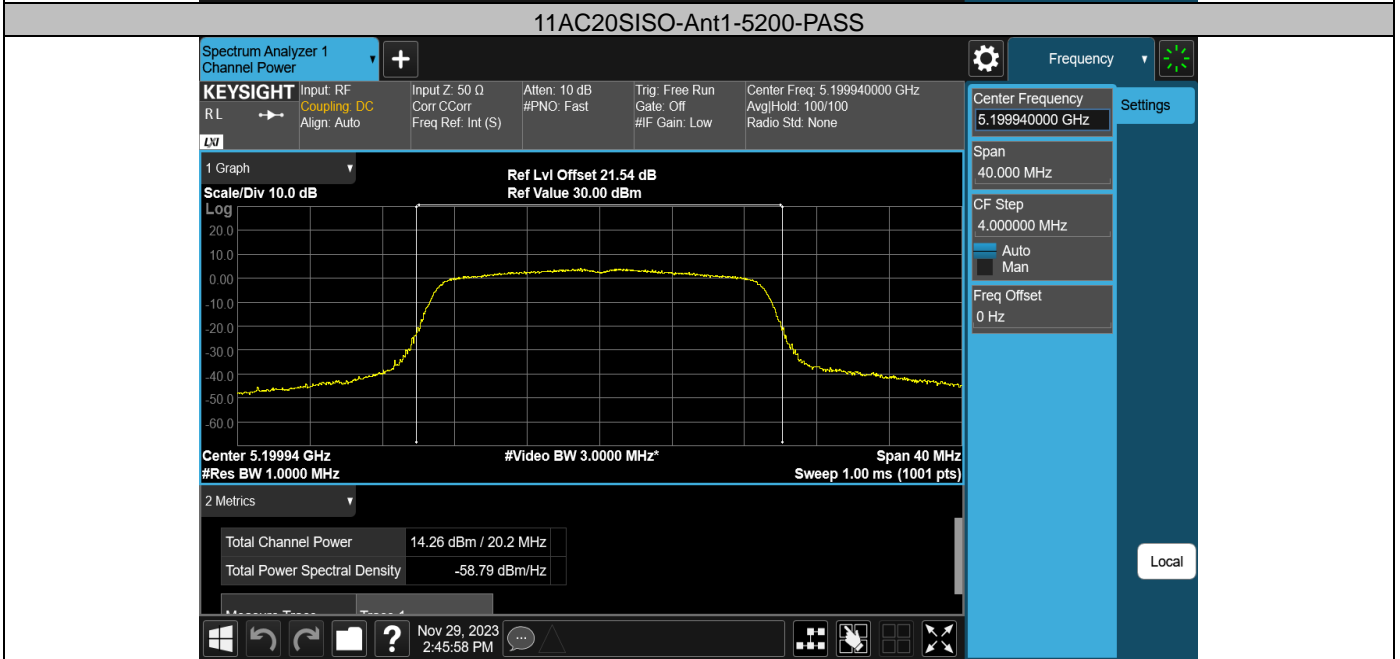 11AC20SISO-Ant1-5200-PASS
Spectrum Analyzer 1
Channel Power
Frequency
KEYSIGHT
RL
LXI
Input: RF
Coupling: DC
Align: Auto
Input Z: 50 Ω
Corr CCorr
Freq Ref: Int (S)
Atten: 10 dB
#PNO: Fast
Trig: Free Run
Gate: Off
#IF Gain: Low
Center Freq: 5.199940000 GHz
Avg|Hold: 100/100
Radio Std: None
Center Frequency
5.199940000 GHz
Settings
Span
40.000 MHz
CF Step
4.000000 MHz
Auto
Man
Freq Offset
0 Hz
Local
1 Graph
Scale/Div 10.0 dB
Ref Lvl Offset 21.54 dB
Ref Value 30.00 dBm
Log
20.0
10.0
0.00
-10.0
-20.0
-30.0
-40.0
-50.0
-60.0
Center 5.19994 GHz
#Video BW 3.0000 MHz*
Span 40 MHz
#Res BW 1.0000 MHz
Sweep 1.00 ms (1001 pts)
2 Metrics
Total Channel Power 14.26 dBm / 20.2 MHz
Total Power Spectral Density -58.79 dBm/Hz
Nov 29, 2023
2:45:58 PM